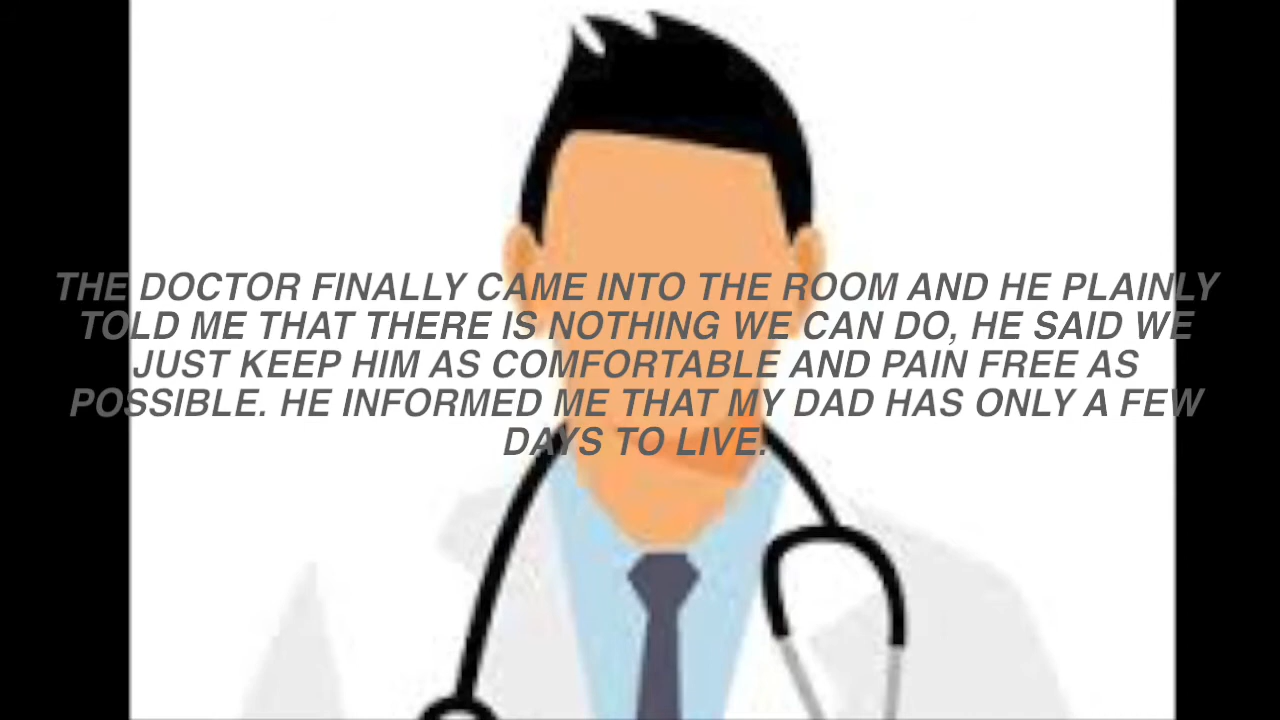 THE DOCTOR FINALLY CAME INTO THE ROOM AND HE PLAINLY
TOLD ME THAT THERE IS NOTHING WE CAN DO, HE SAID WE
JUST KEEP HIM AS COMFORTABLE AND PAIN FREE AS
POSSIBLE. HE INFORMED ME THAT MY DAD HAS ONLY A FEW
DAYS TO LIVE.